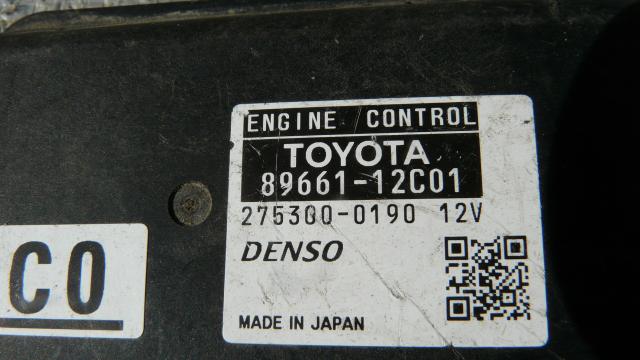 ENGINE CONTROL
TOYOTA
89661-12C01
275300-0190 12V
DENSO
MADE IN JAPAN
CO